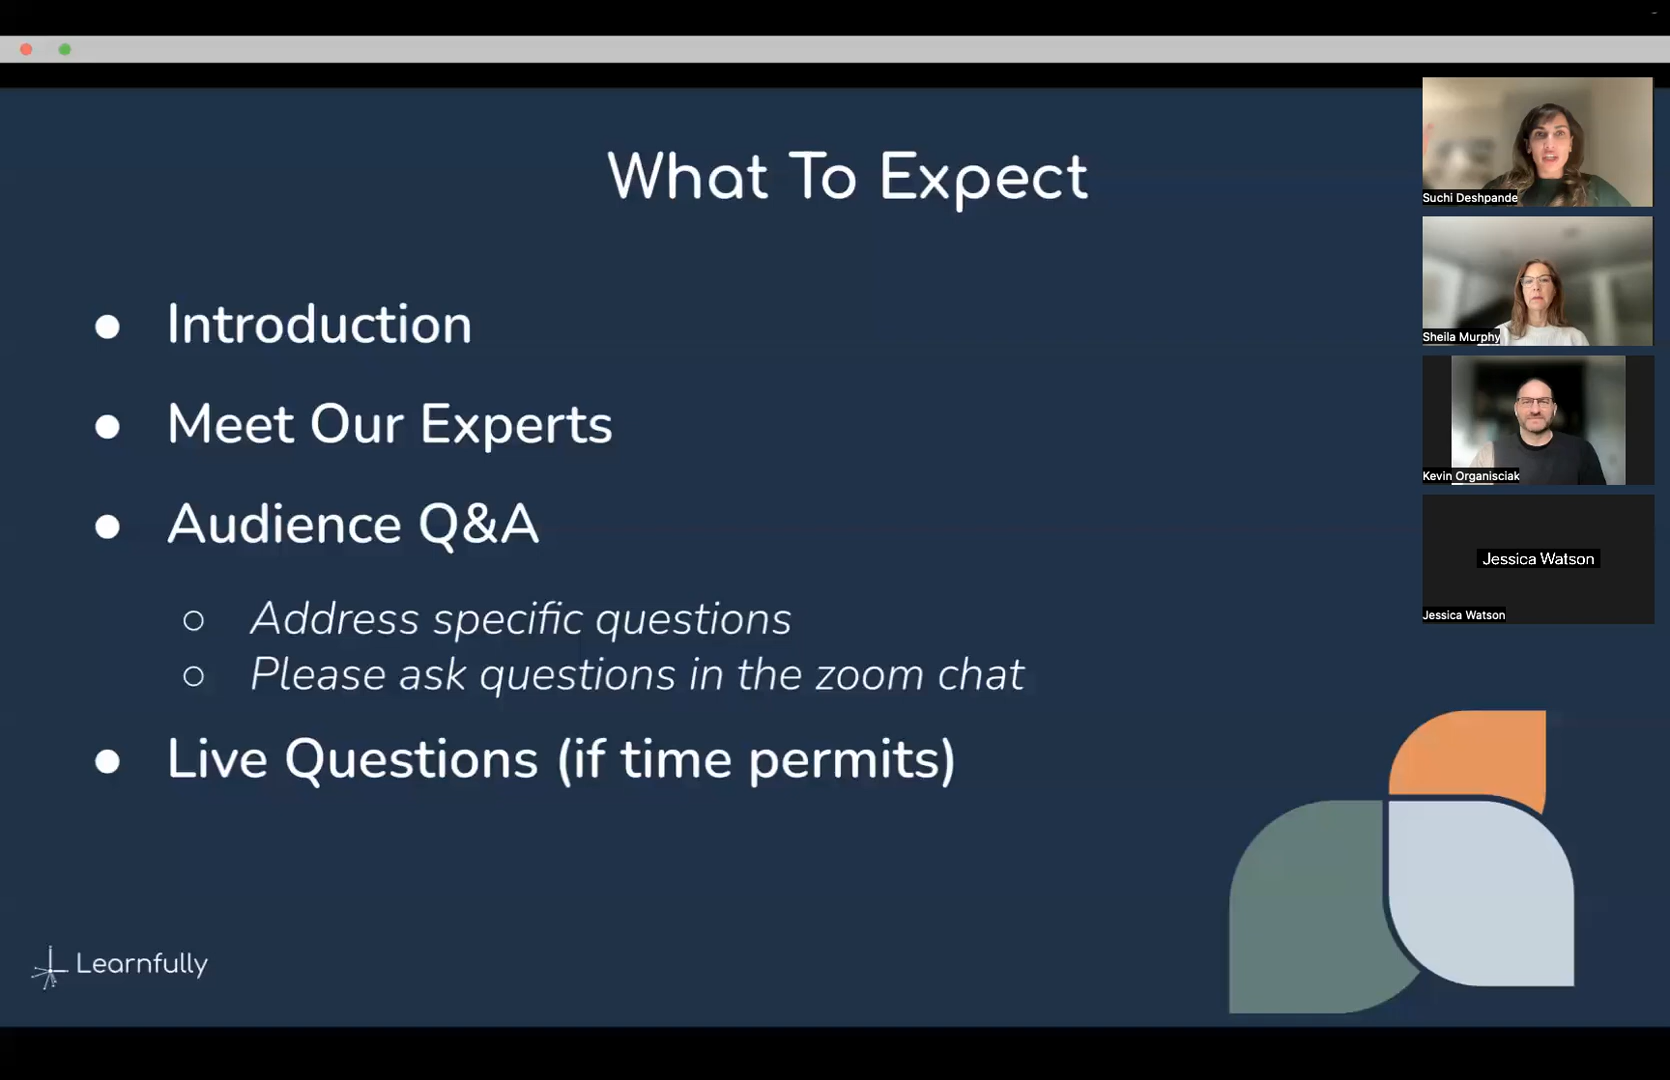 What To Expect
● Introduction
● Meet Our Experts
● Audience Q&A
○ Address specific questions
○ Please ask questions in the zoom chat
● Live Questions (if time permits)
Learnfully
Suchi Deshpande
Sheila Murphy
Kevin Organisciak
Jessica Watson
Jessica Watson